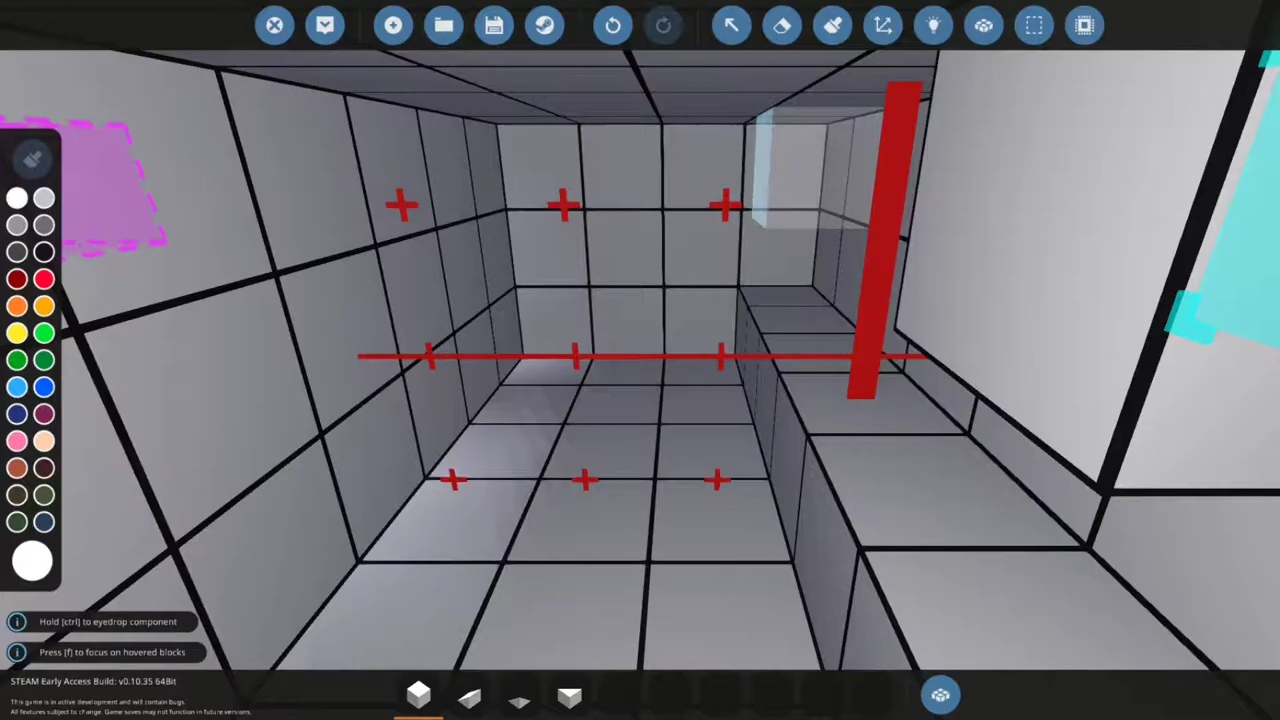 Hold [ctrl] to eyedrop component
Press [f] to focus on hovered blocks
STEAM Early Access Build: v0.10.35 64Bit
This game is in active development and will contain bugs.
All features subject to change. Game saves may not function in future versions.